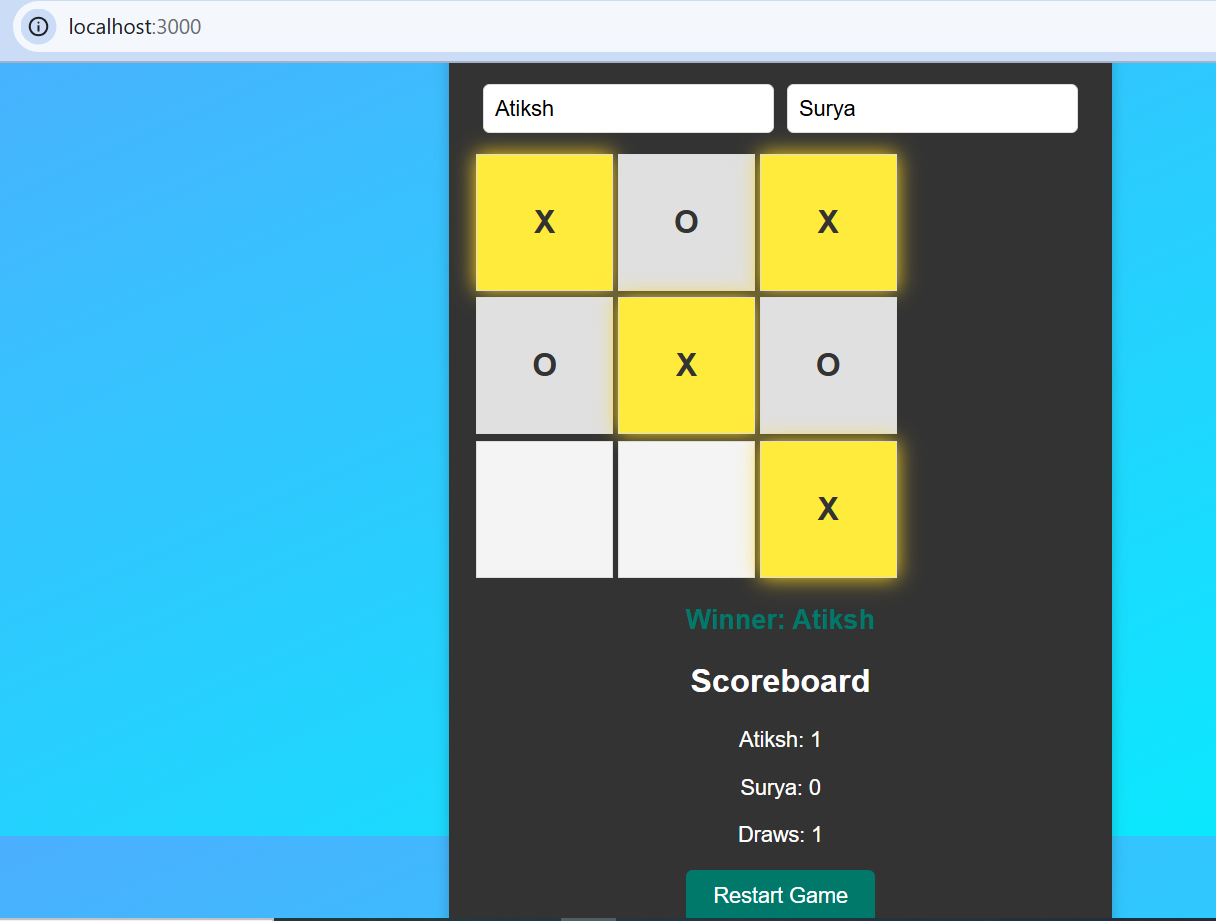 localhost:3000
Atiksh Surya
X O X
O X O
X
Winner: Atiksh
Scoreboard
Atiksh: 1
Surya: 0
Draws: 1
Restart Game